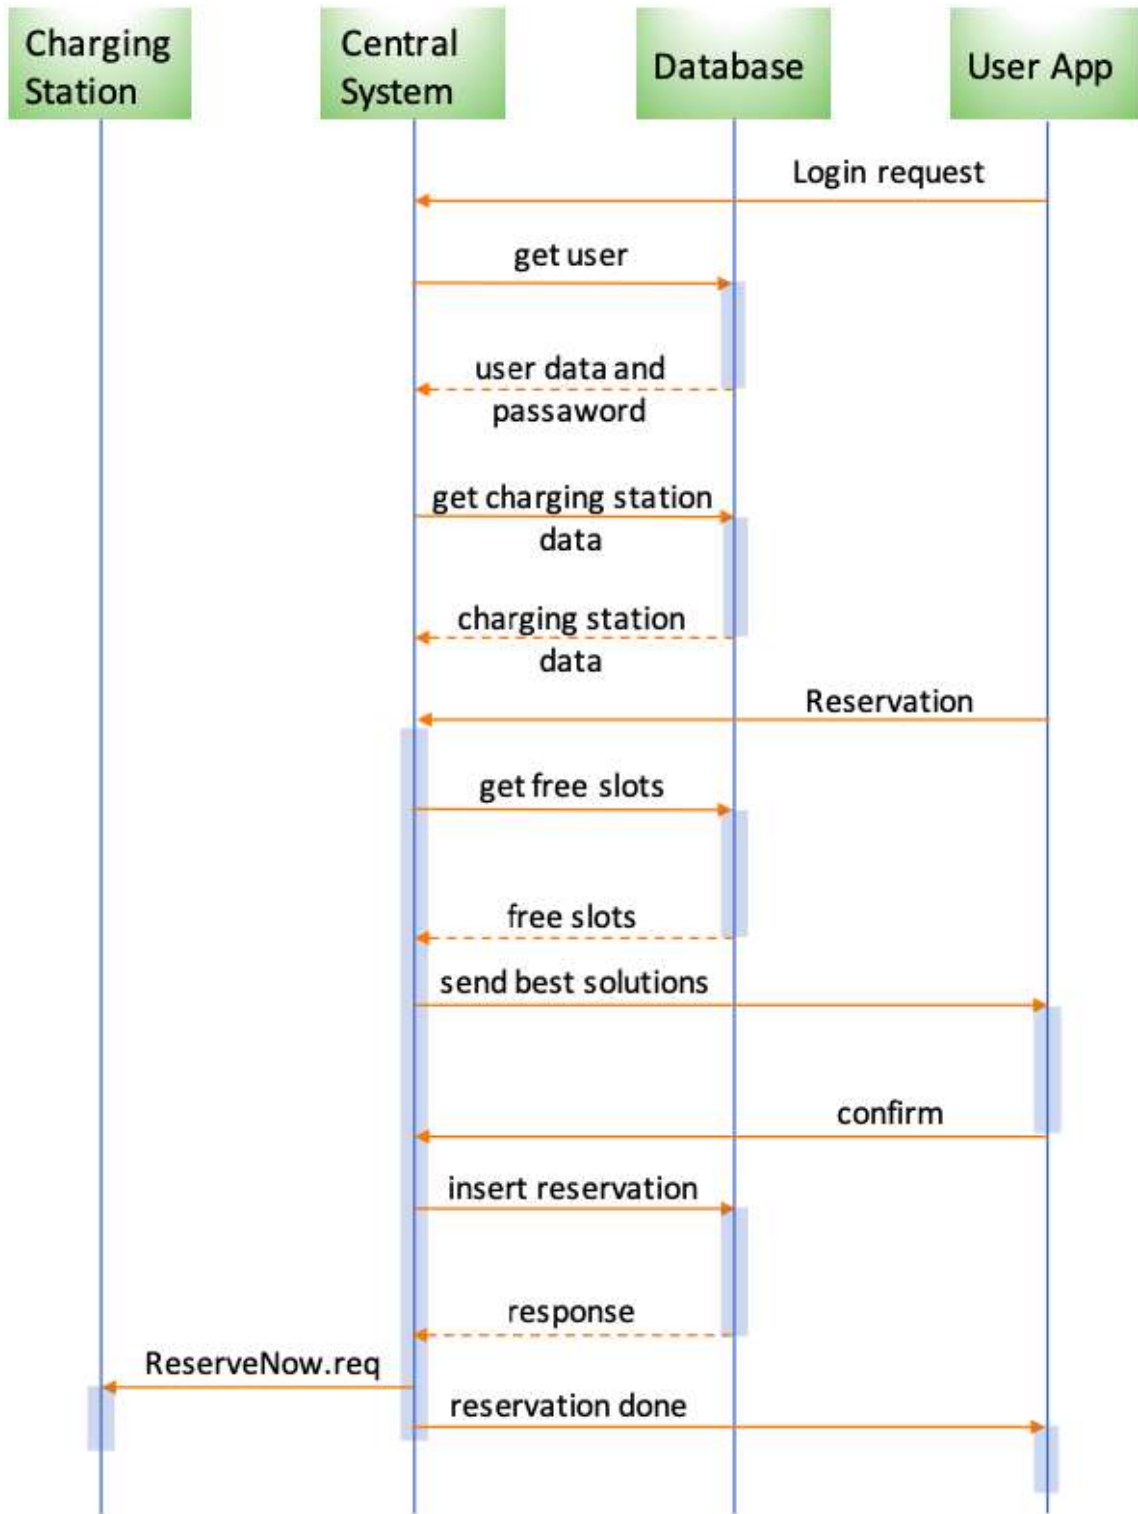 Charging
Station
Central
System
Database
User App
Login request
get user
user data and
passaword
get charging station
data
charging station
data
Reservation
get free slots
free slots
send best solutions
confirm
insert reservation
response
ReserveNow.req
reservation done